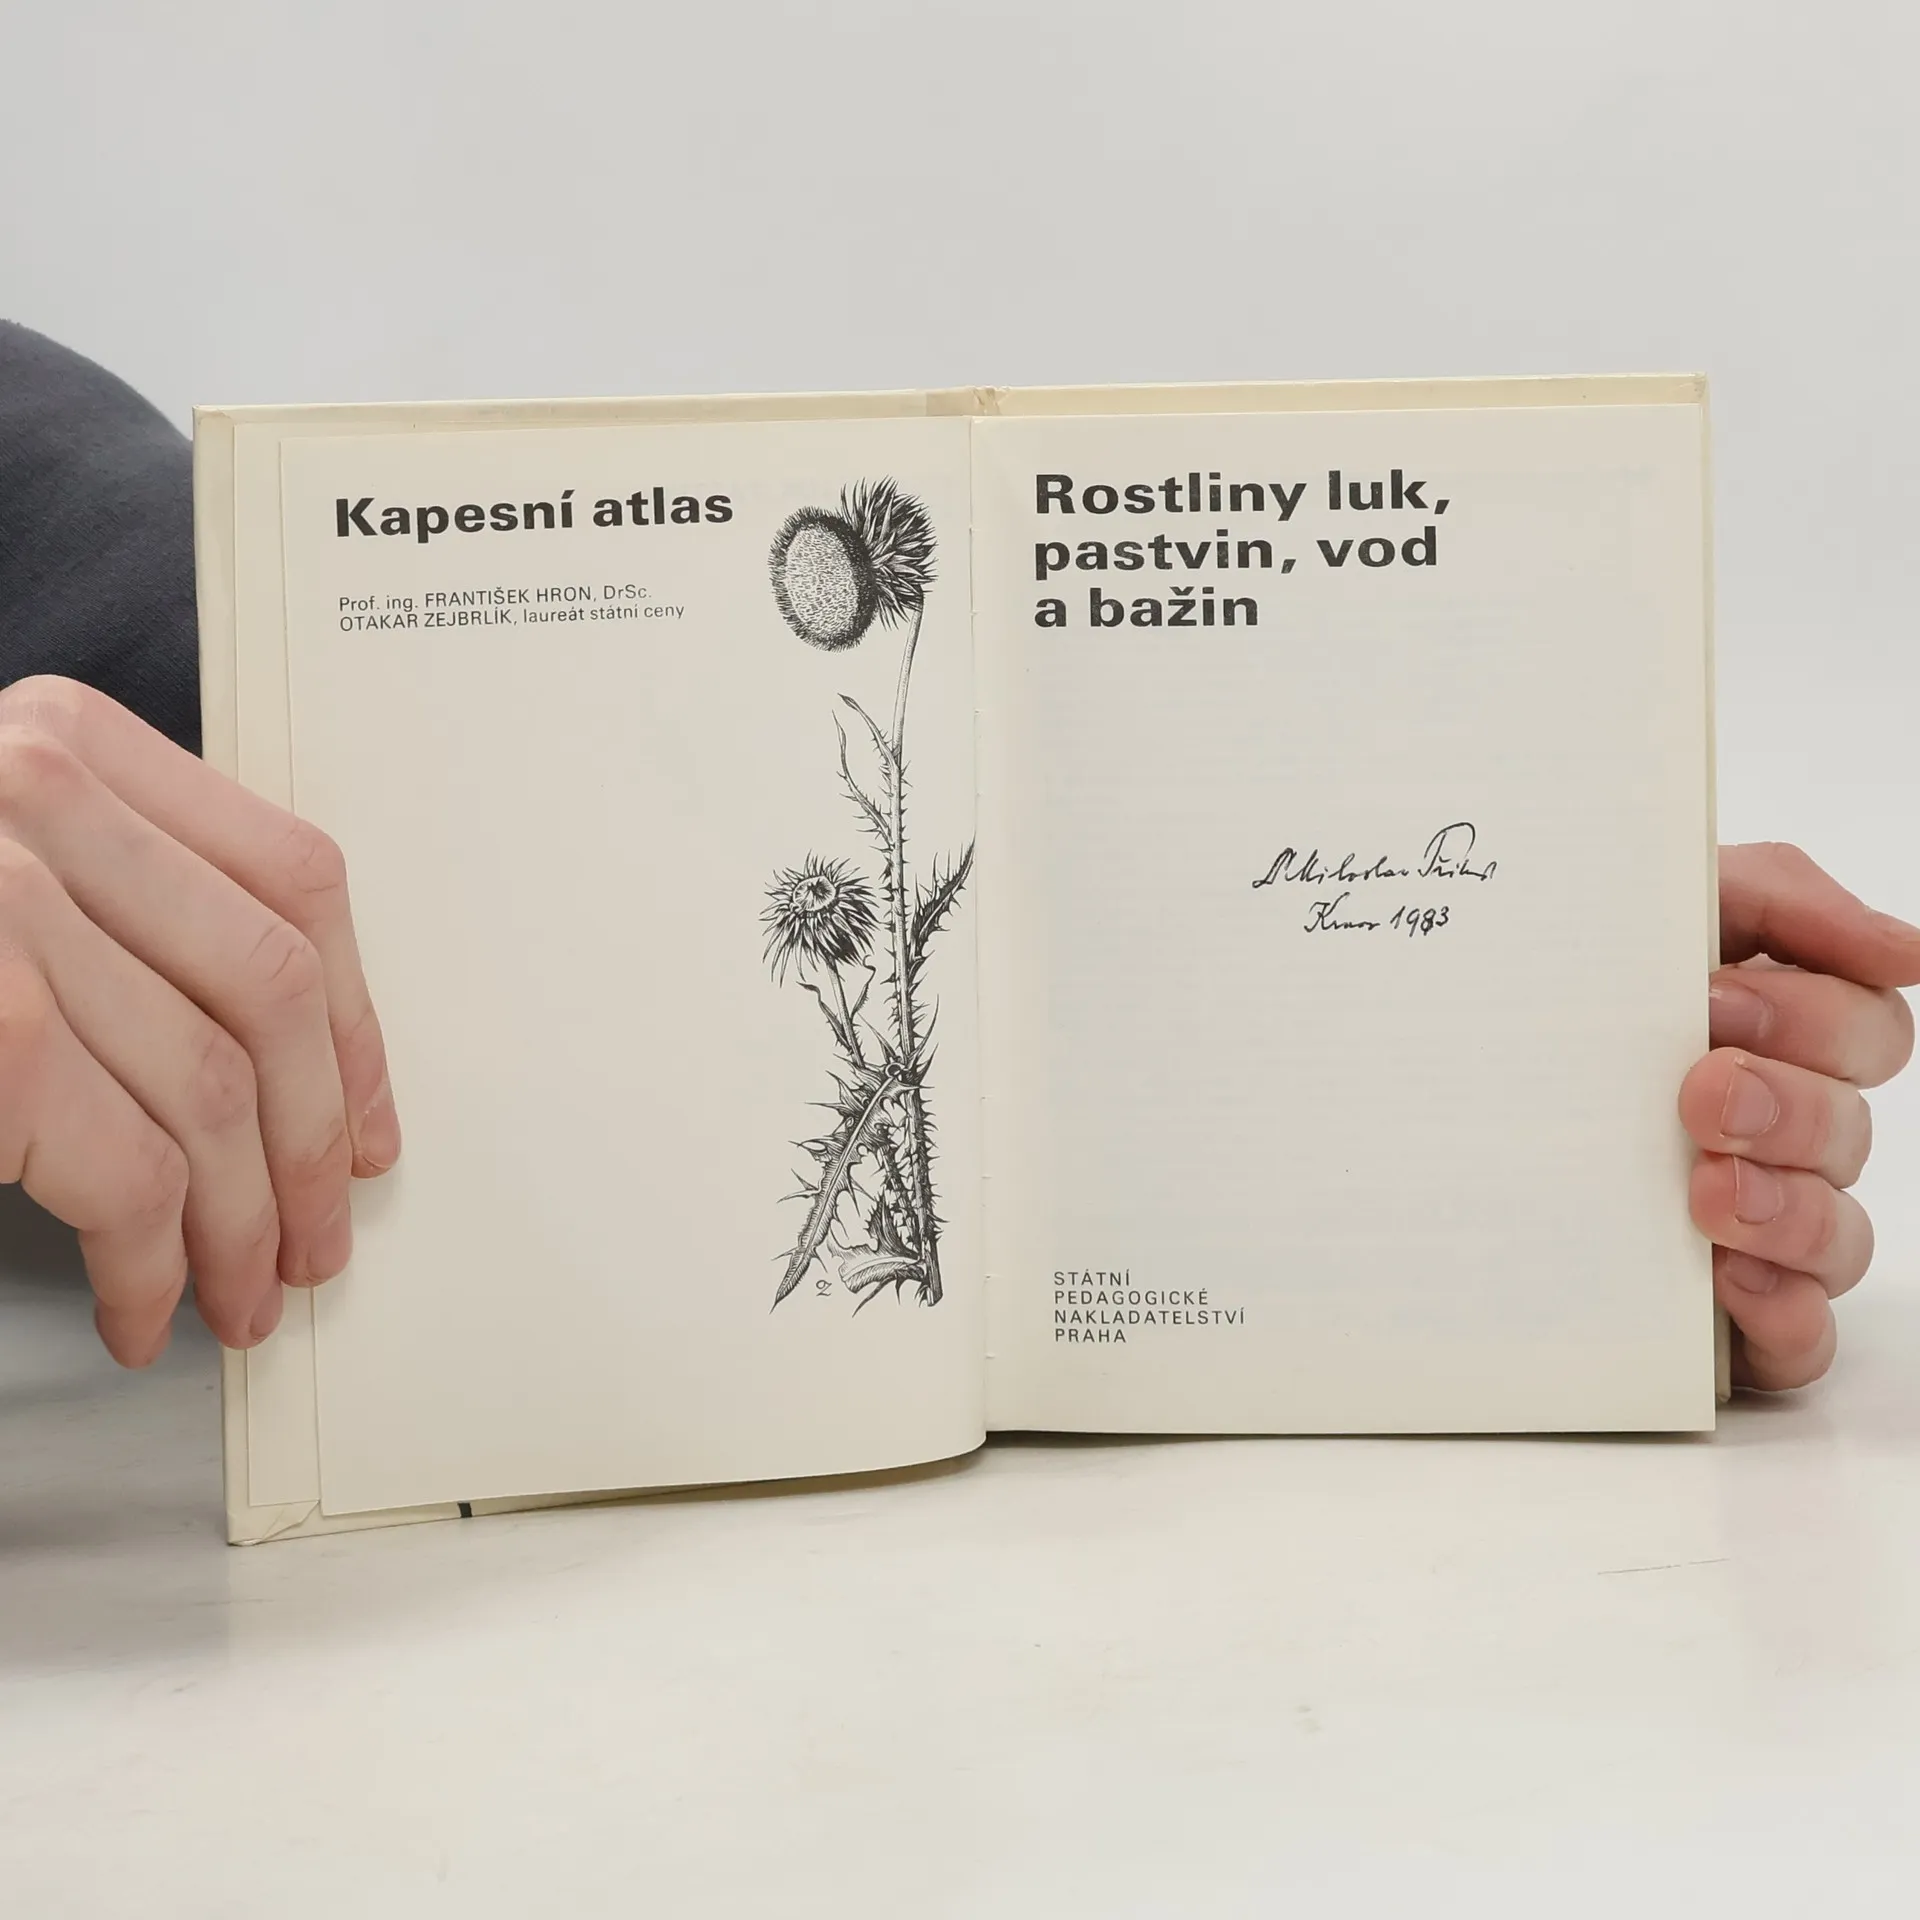 Kapesní atlas
Prof. ing. FRANTIŠEK HRON, DrSc.
OTAKAR ZEJBRLÍK, laureát státní ceny
Rostliny luk,
pastvin, vod
a bažin
Miloslav
1983
STÁTNÍ
PEDAGOGICKÉ
NAKLADATELSTVÍ
PRAHA